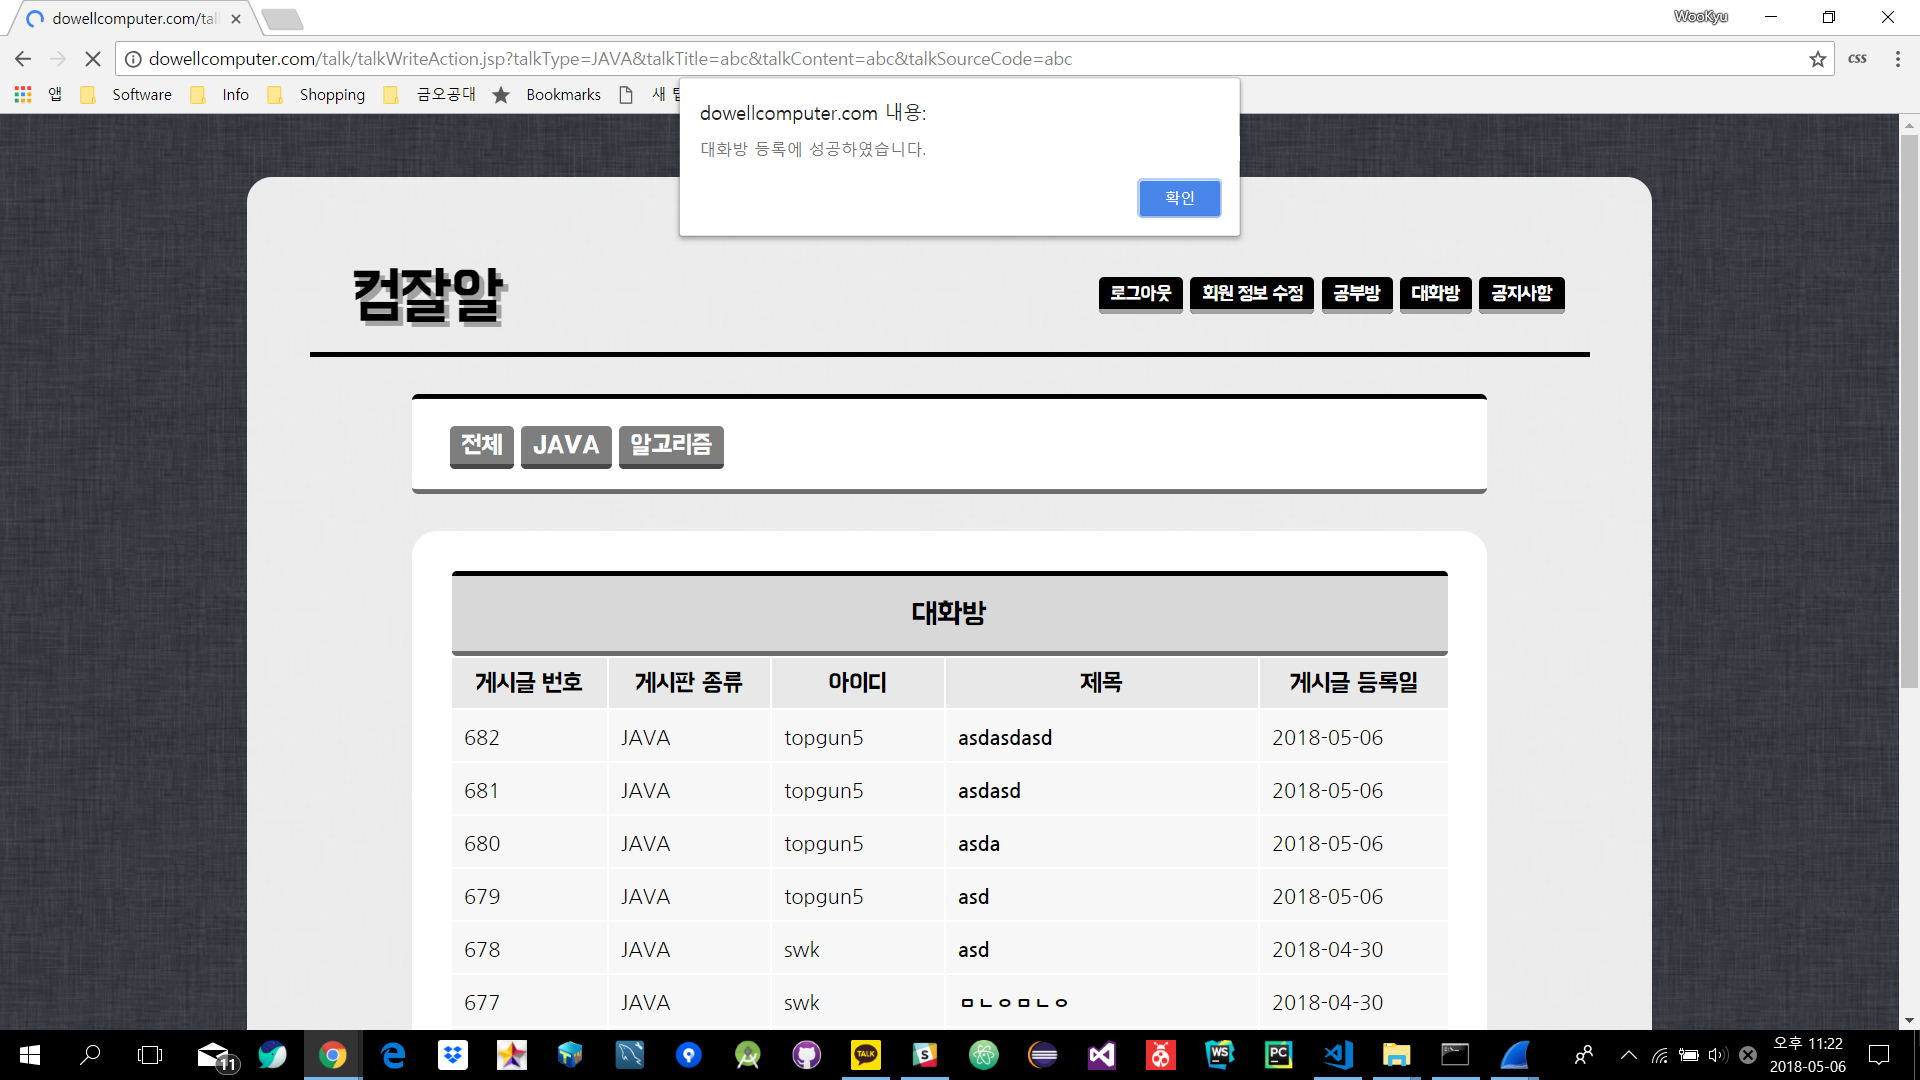 dowellcomputer.com/tal
WooKyu
dowellcomputer.com/talk/talkWriteAction.jsp?talkType=JAVA&talkTitle=abc&talkContent=abc&talkSourceCode=abc
css
앱 Software Info Shopping 금오공대 Bookmarks 새
dowellcomputer.com 내용:
대화방 등록에 성공하였습니다.
확인
컴잘알
로그아웃 회원 정보 수정 공부방 대화방 공지사항
전체 JAVA 알고리즘
대화방
게시글 번호 게시판 종류 아이디 제목 게시글 등록일
682 JAVA topgun5 asdasdasd 2018-05-06
681 JAVA topgun5 asdasd 2018-05-06
680 JAVA topgun5 asda 2018-05-06
679 JAVA topgun5 asd 2018-05-06
678 JAVA swk asd 2018-04-30
677 JAVA swk ㅁㄴㅇㅁㄴㅇ 2018-04-30
11
TALK
S
WS
PC
오후 11:22
2018-05-06